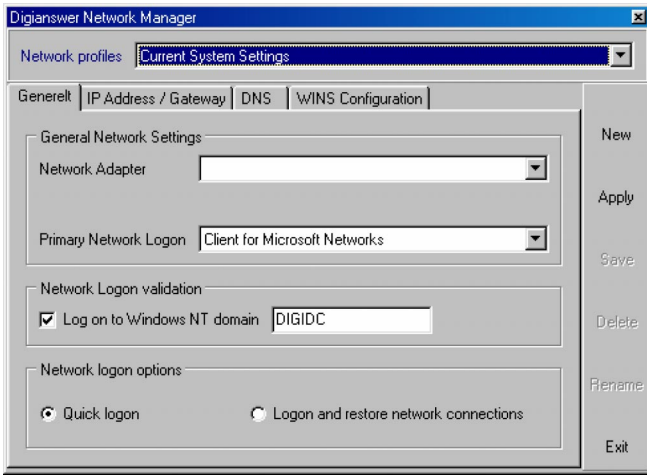 Digianswer Network Manager
Network profiles Current System Settings
Generelt IP Address / Gateway DNS WINS Configuration
General Network Settings
Network Adapter
Primary Network Logon Client for Microsoft Networks
Network Logon validation
Log on to Windows NT domain DIGIDC
Network logon options
Quick logon Logon and restore network connections
New
Apply
Save
Delete
Rename
Exit